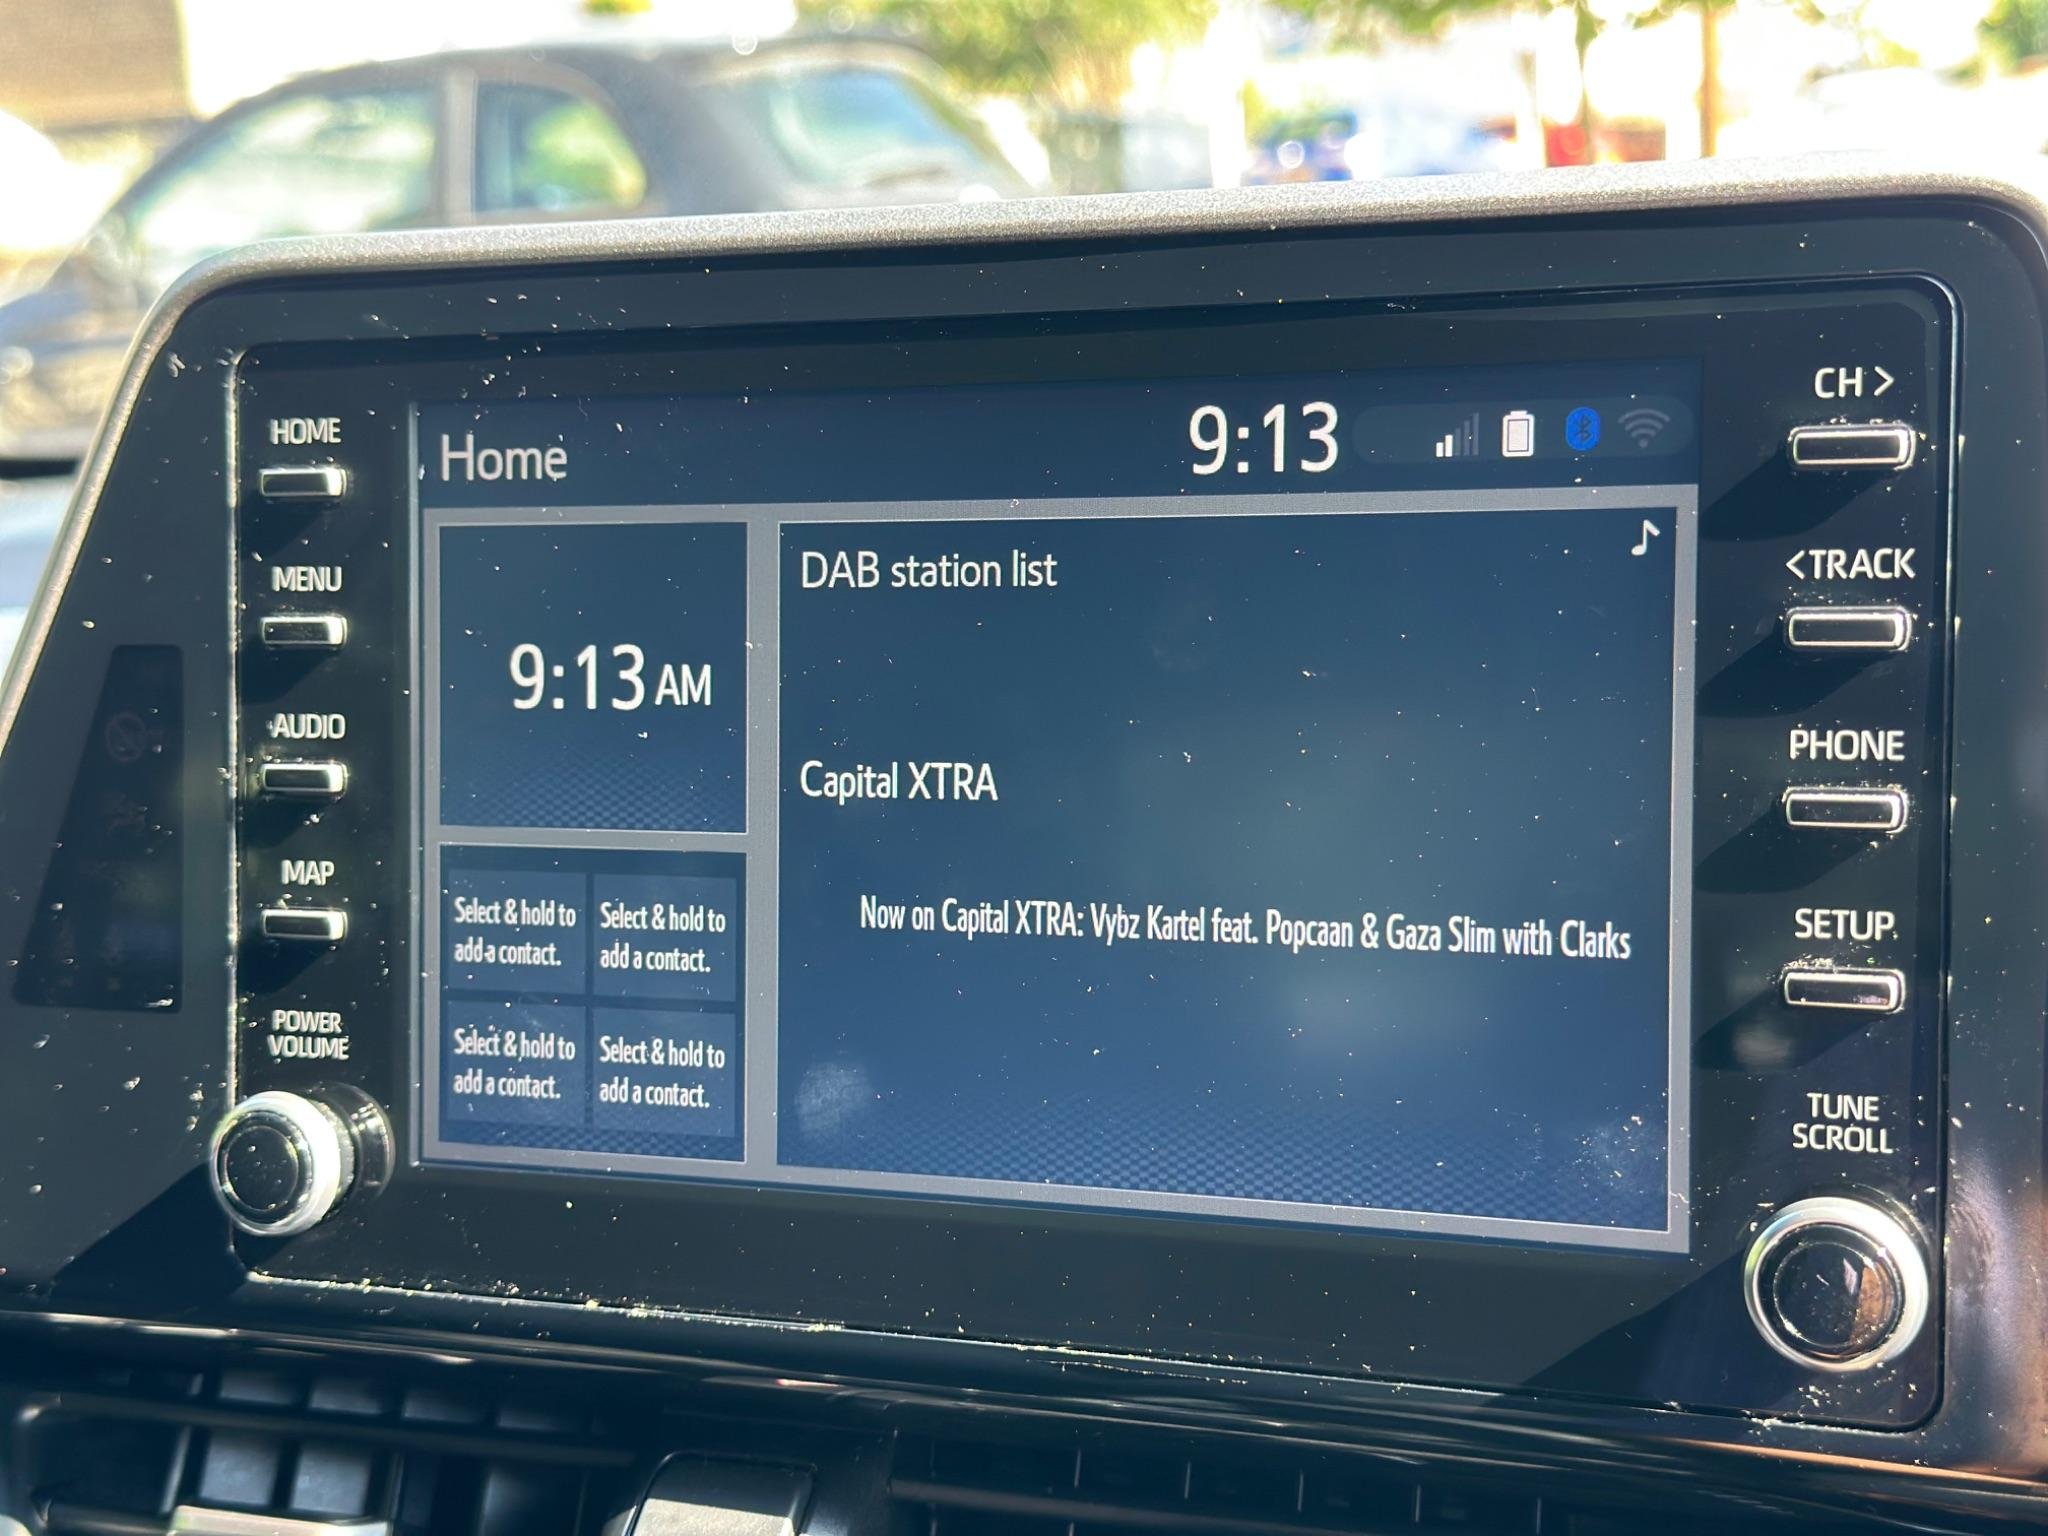 HOME
MENU
AUDIO
MAP
POWER
VOLUME
Home
9:13
9:13 AM
Select & hold to
add a contact.
Select & hold to
add a contact.
Select & hold to
add a contact.
Select & hold to
add a contact.
DAB station list
Capital XTRA
Now on Capital XTRA: Vybz Kartel feat. Popcaan & Gaza Slim with Clarks
CH >
<TRACK
PHONE
SETUP
TUNE
SCROLL